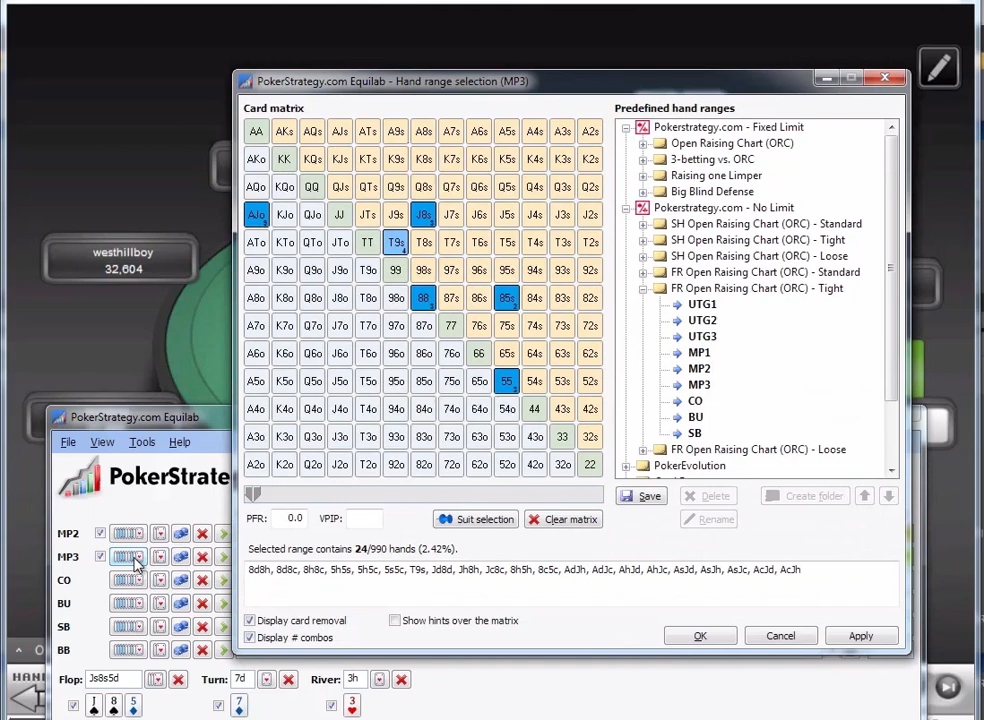 PokerStrategy.com Equilab - Hand range selection (MP3)
Card matrix
Predefined hand ranges
AA AKs AQs AJs ATs A9s A8s A7s A6s A5s A4s A3s A2s
AKo KK KQs KJs KTs K9s K8s K7s K6s K5s K4s K3s K2s
AQo KQo QQ QJs QTs Q9s Q8s Q7s Q6s Q5s Q4s Q3s Q2s
AJo 9 KJo QJo JJ JTs J9s J8s 3 J7s J6s J5s J4s J3s J2s
ATo KTo QTo JTo TT T9s 4 T8s T7s T6s T5s T4s T3s T2s
A9o K9o Q9o J9o T9o 99 98s 97s 96s 95s 94s 93s 92s
A8o K8o Q8o J8o T8o 98o 88 3 87s 86s 85s 2 84s 83s 82s
A7o K7o Q7o J7o T7o 97o 87o 77 76s 75s 74s 73s 72s
A6o K6o Q6o J6o T6o 96o 86o 76o 66 65s 64s 63s 62s
A5o K5o Q5o J5o T5o 95o 85o 75o 65o 55 54s 53s 52s
A4o K4o Q4o J4o T4o 94o 84o 74o 64o 54o 44 43s 42s
A3o K3o Q3o J3o T3o 93o 83o 73o 63o 53o 43o 33 32s
A2o K2o Q2o J2o T2o 92o 82o 72o 62o 52o 42o 32o 22
Pokerstrategy.com - Fixed Limit
Open Raising Chart (ORC)
3-betting vs. ORC
Raising one Limper
Big Blind Defense
Pokerstrategy.com - No Limit
SH Open Raising Chart (ORC) - Standard
SH Open Raising Chart (ORC) - Tight
SH Open Raising Chart (ORC) - Loose
FR Open Raising Chart (ORC) - Standard
FR Open Raising Chart (ORC) - Tight
UTG1
UTG2
UTG3
MP1
MP2
MP3
CO
BU
SB
FR Open Raising Chart (ORC) - Loose
PokerEvolution
Save Delete Create folder
Rename
PFR: 0.0 VPIP: Suit selection Clear matrix
Selected range contains 24/990 hands (2.42%).
8d8h, 8d8c, 8h8c, 5h5s, 5h5c, 5s5c, T9s, Jd8d, Jh8h, Jc8c, 8h5h, 8c5c, AdJh, AdJc, AhJd, AhJc, AsJd, AsJh, AsJc, AcJd, AcJh
Display card removal Show hints over the matrix
Display # combos
OK Cancel Apply
westhillboy
32,604
PokerStrategy.com Equilab
File View Tools Help
PokerStrate
MP2
MP3
CO
BU
SB
BB
Flop: Js8s5d Turn: 7d River: 3h
J 8 5 7 3
HAND